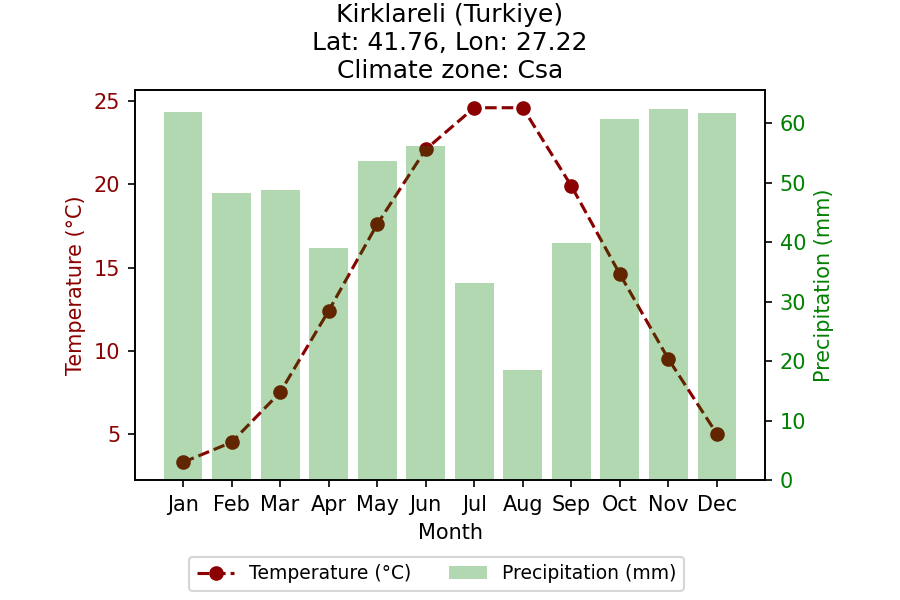 Kirklareli (Turkiye)
Lat: 41.76, Lon: 27.22
Climate zone: Csa
25
20
15
10
5
Temperature (°C)
60
50
40
30
20
10
0
Precipitation (mm)
Jan Feb Mar Apr May Jun Jul Aug Sep Oct Nov Dec
Month
Temperature (°C) Precipitation (mm)